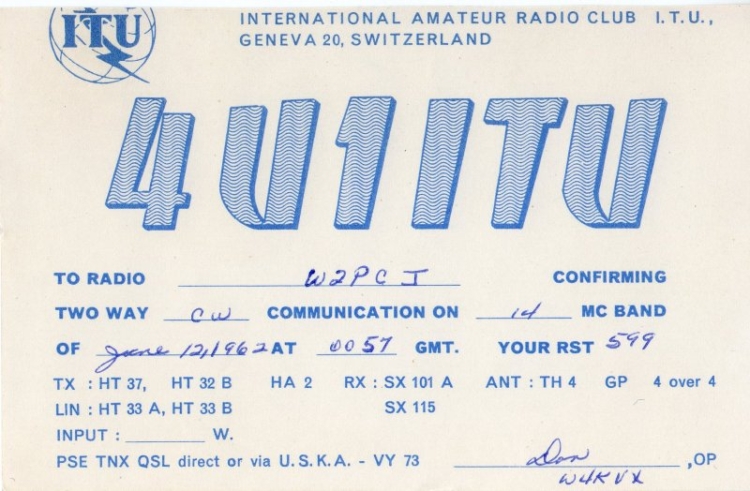 ITU
INTERNATIONAL AMATEUR RADIO CLUB I.T.U.,
GENEVA 20, SWITZERLAND
4U1ITU
TO RADIO W2PCI CONFIRMING
TWO WAY CW COMMUNICATION ON 14 MC BAND
OF June 12, 1962 AT 0057 GMT. YOUR RST 599
TX : HT 37, HT 32 B HA 2 RX : SX 101 A ANT : TH 4 GP 4 over 4
LIN : HT 33 A, HT 33 B SX 115
INPUT : ________ W.
PSE TNX QSL direct or via U.S.K.A. - VY 73 Don ,OP
W4KVX